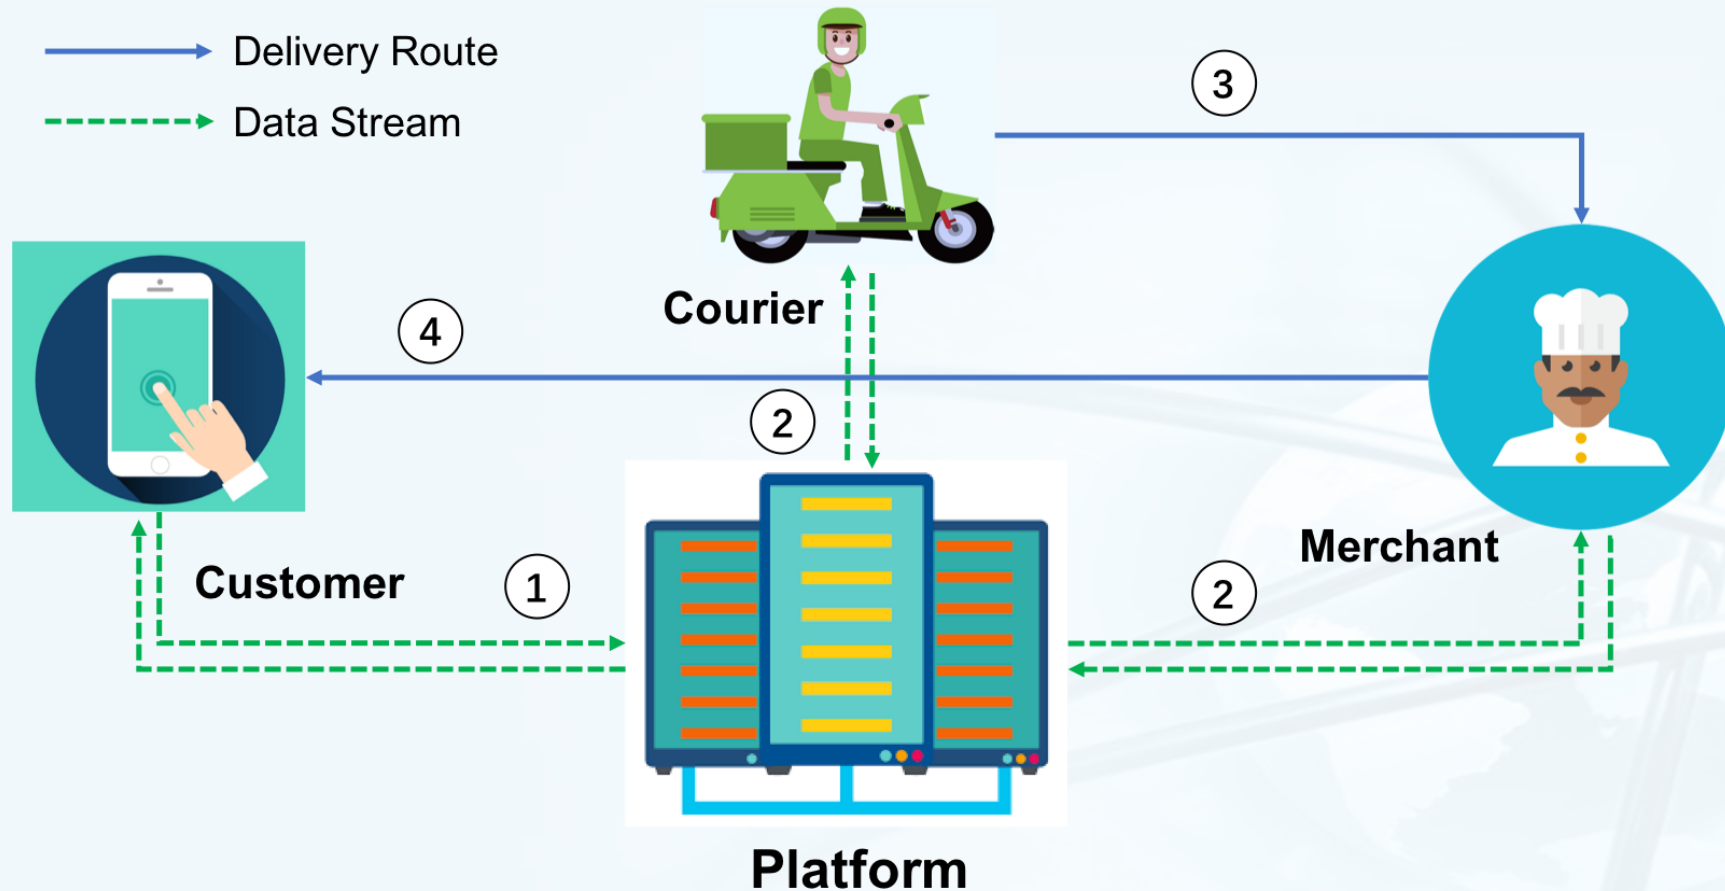 Delivery Route
Data Stream
3
Courier
4
2
Customer
1
Merchant
2
Platform